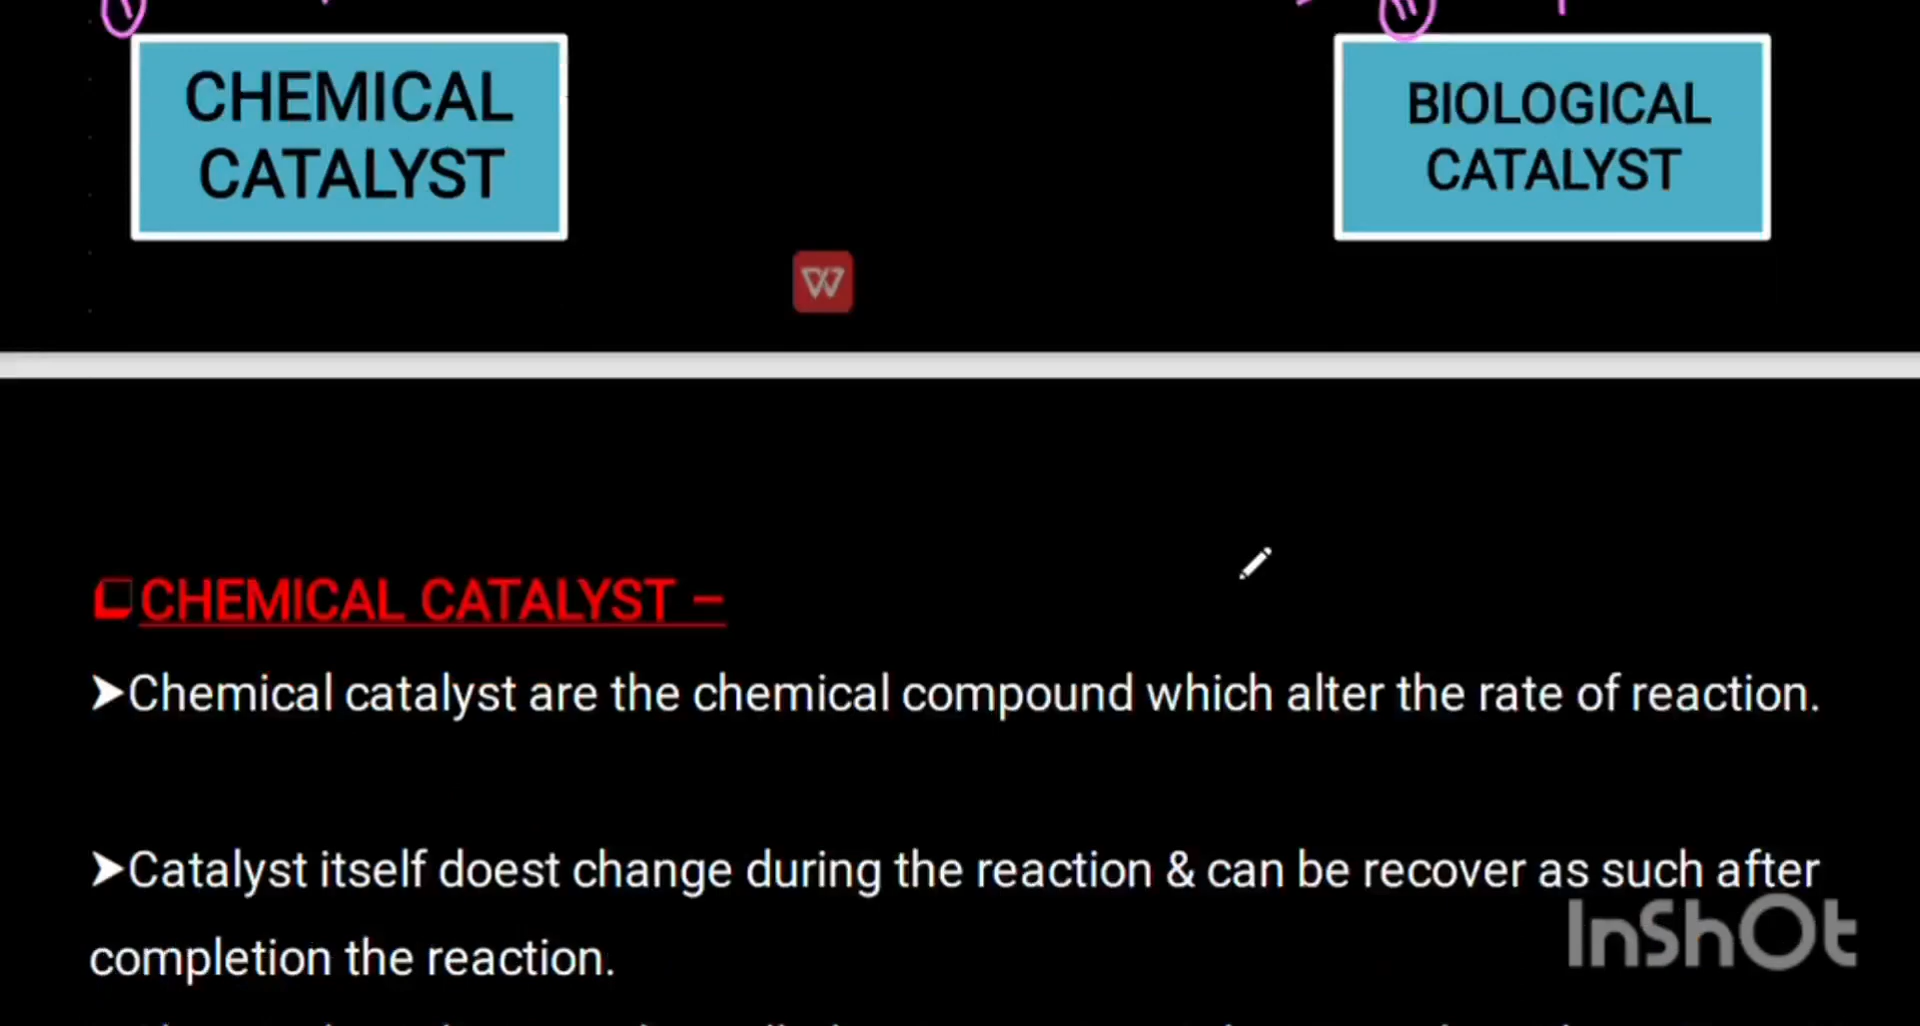 CHEMICAL
CATALYST
BIOLOGICAL
CATALYST
W
CHEMICAL CATALYST –
➤Chemical catalyst are the chemical compound which alter the rate of reaction.
➤Catalyst itself doest change during the reaction & can be recover as such after
completion the reaction.
InShOt